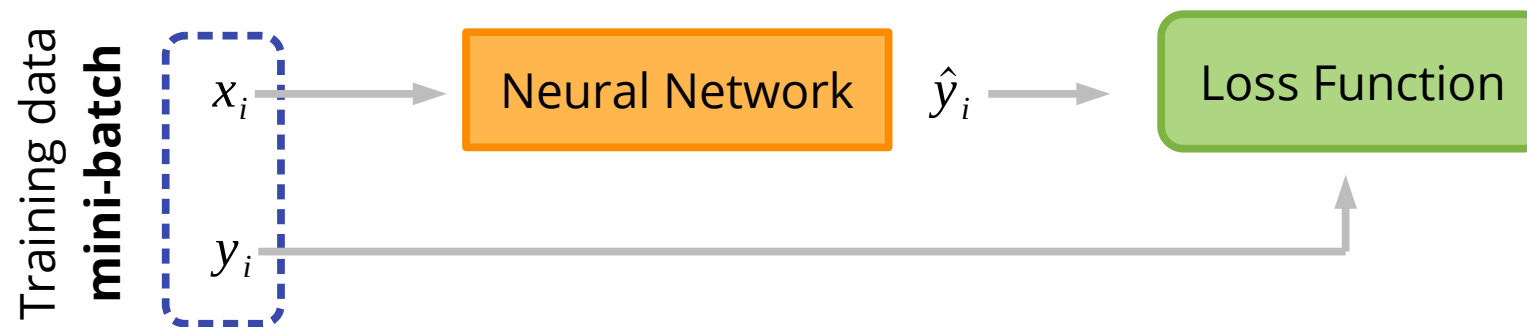 Training data
mini-batch
x_i
Neural Network
ŷ_i
Loss Function
y_i